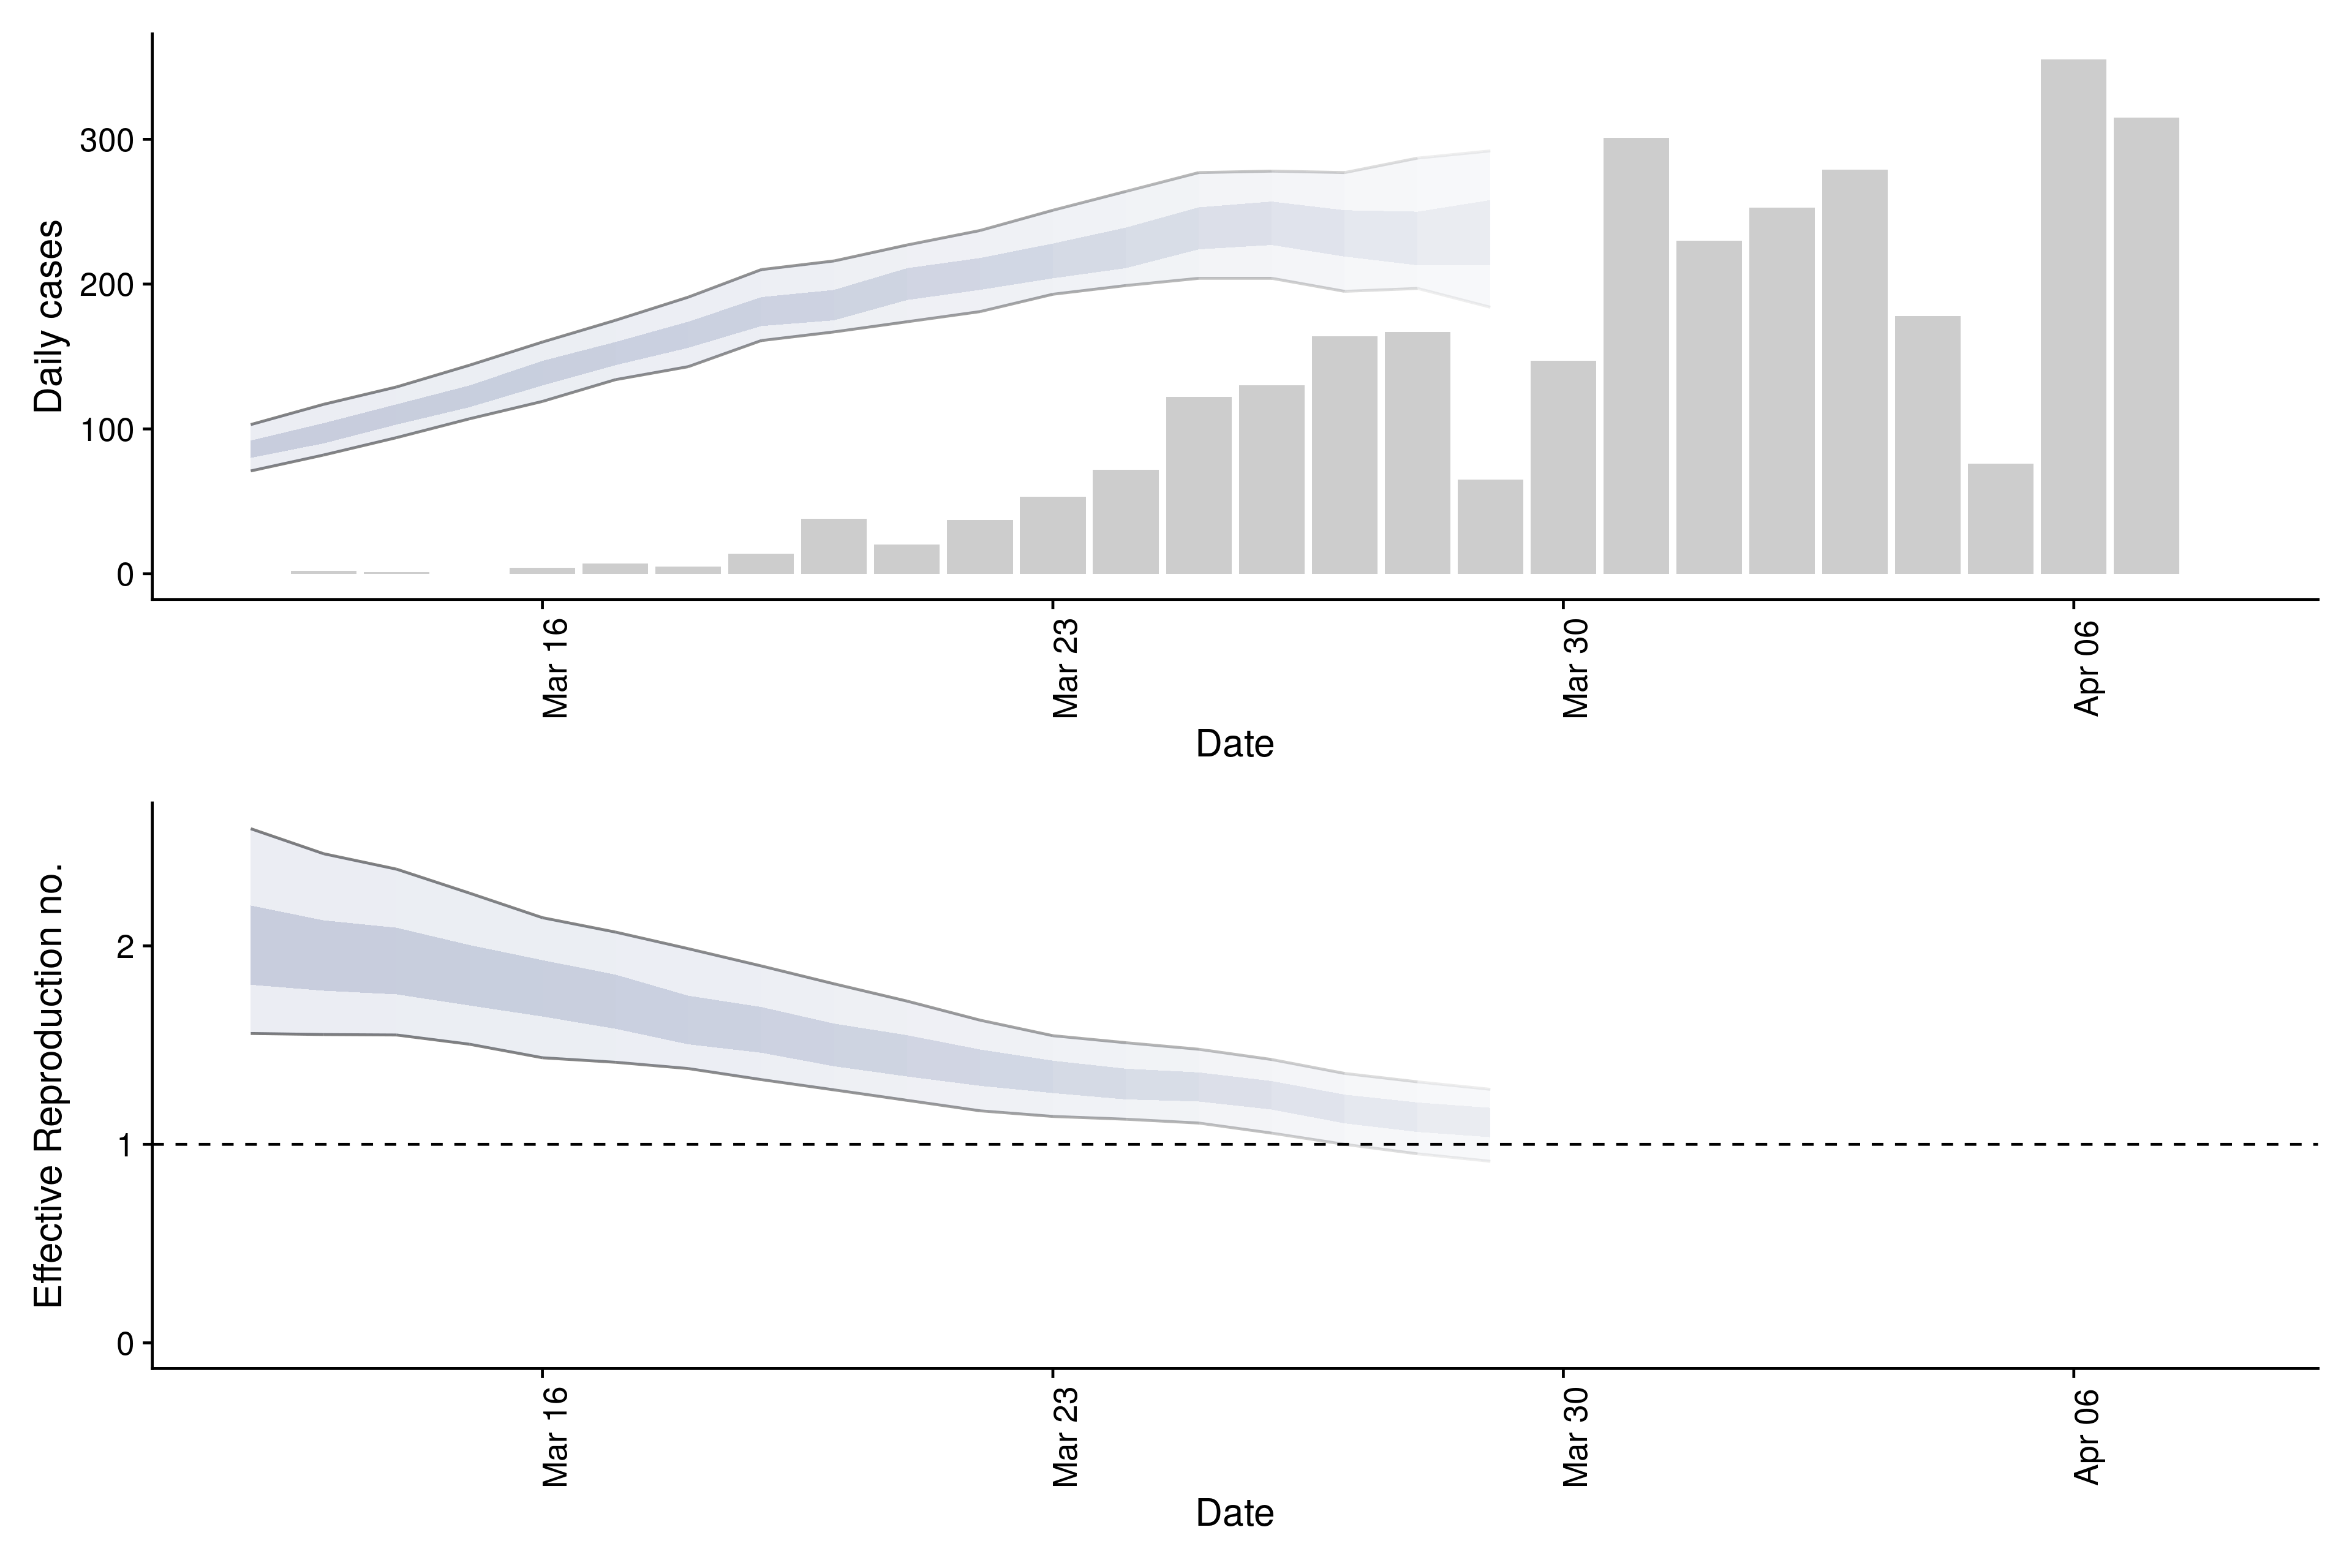 Daily cases
300
200
100
0
Mar 16
Mar 23
Mar 30
Apr 06
Date
Effective Reproduction no.
2
1
0
Mar 16
Mar 23
Mar 30
Apr 06
Date